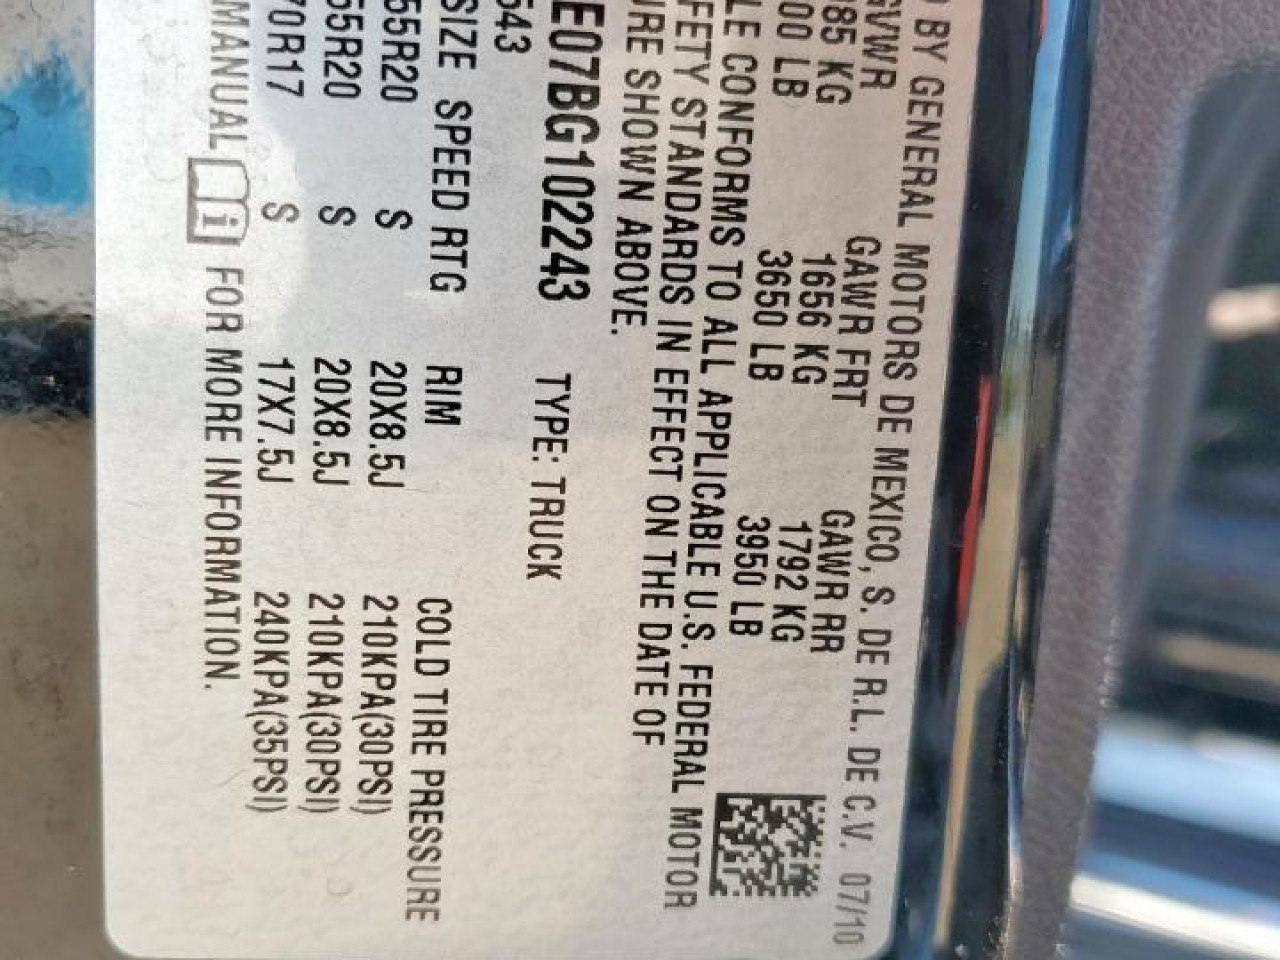 BY GENERAL MOTORS DE MEXICO, S. DE R.L. DE C.V. 07/10
GVWR GAWR FRT GAWR RR
85 KG 1656 KG 1792 KG
00 LB 3650 LB 3950 LB
LE CONFORMS TO ALL APPLICABLE U.S. FEDERAL MOTOR
FETY STANDARDS IN EFFECT ON THE DATE OF
URE SHOWN ABOVE.
E07BG102243 TYPE: TRUCK
543
SIZE SPEED RTG RIM COLD TIRE PRESSURE
55R20 S 20X8.5J 210KPA(30PSI)
55R20 S 20X8.5J 210KPA(30PSI)
70R17 S 17X7.5J 240KPA(35PSI)
MANUAL i FOR MORE INFORMATION.